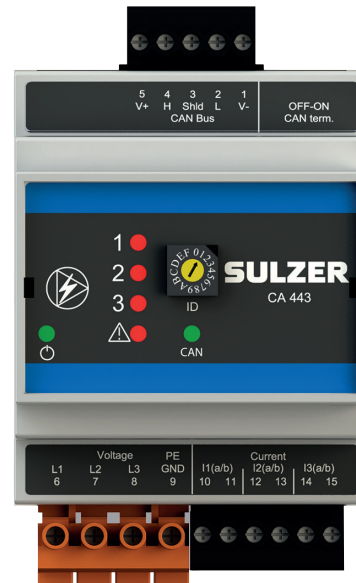 5 4 3 2 1
V+ H Shld L V-
CAN Bus
OFF-ON
CAN term.
1
2
3
0123456789ABCDEF
ID
CAN
SULZER
CA 443
Voltage PE Current
L1 L2 L3 GND I1(a/b) I2(a/b) I3(a/b)
6 7 8 9 10 11 12 13 14 15